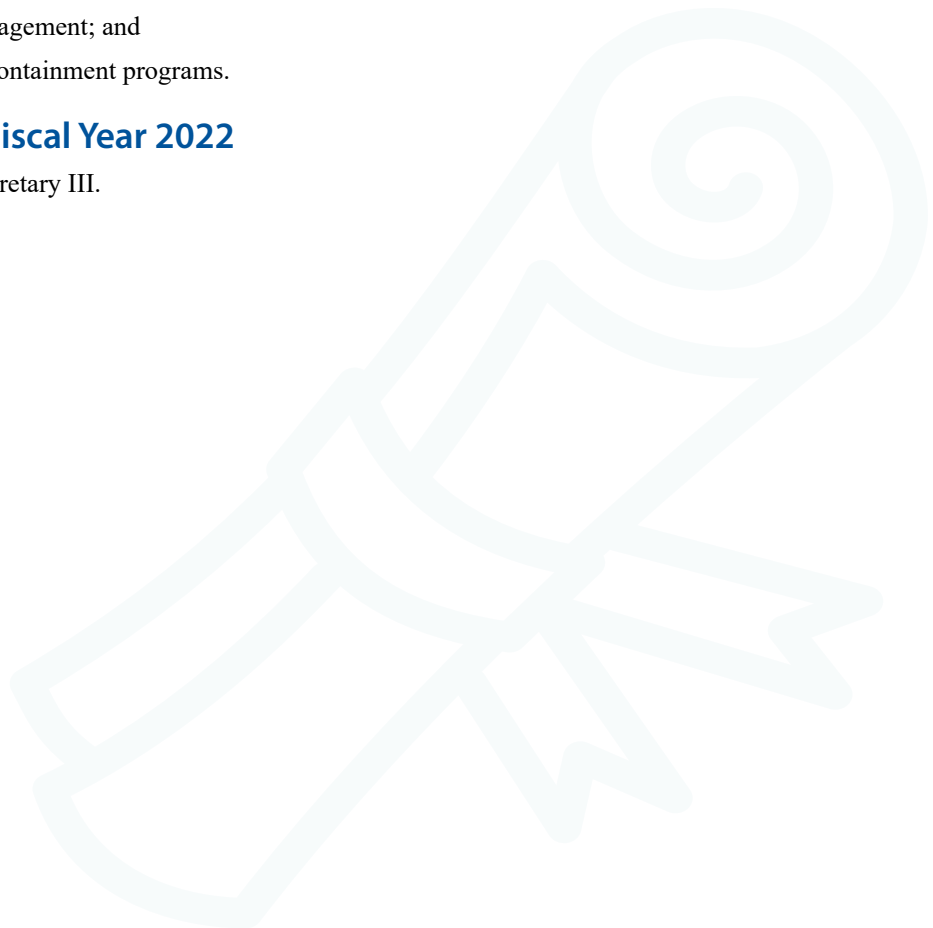 agement; and
ontainment programs.
iscal Year 2022
retary III.